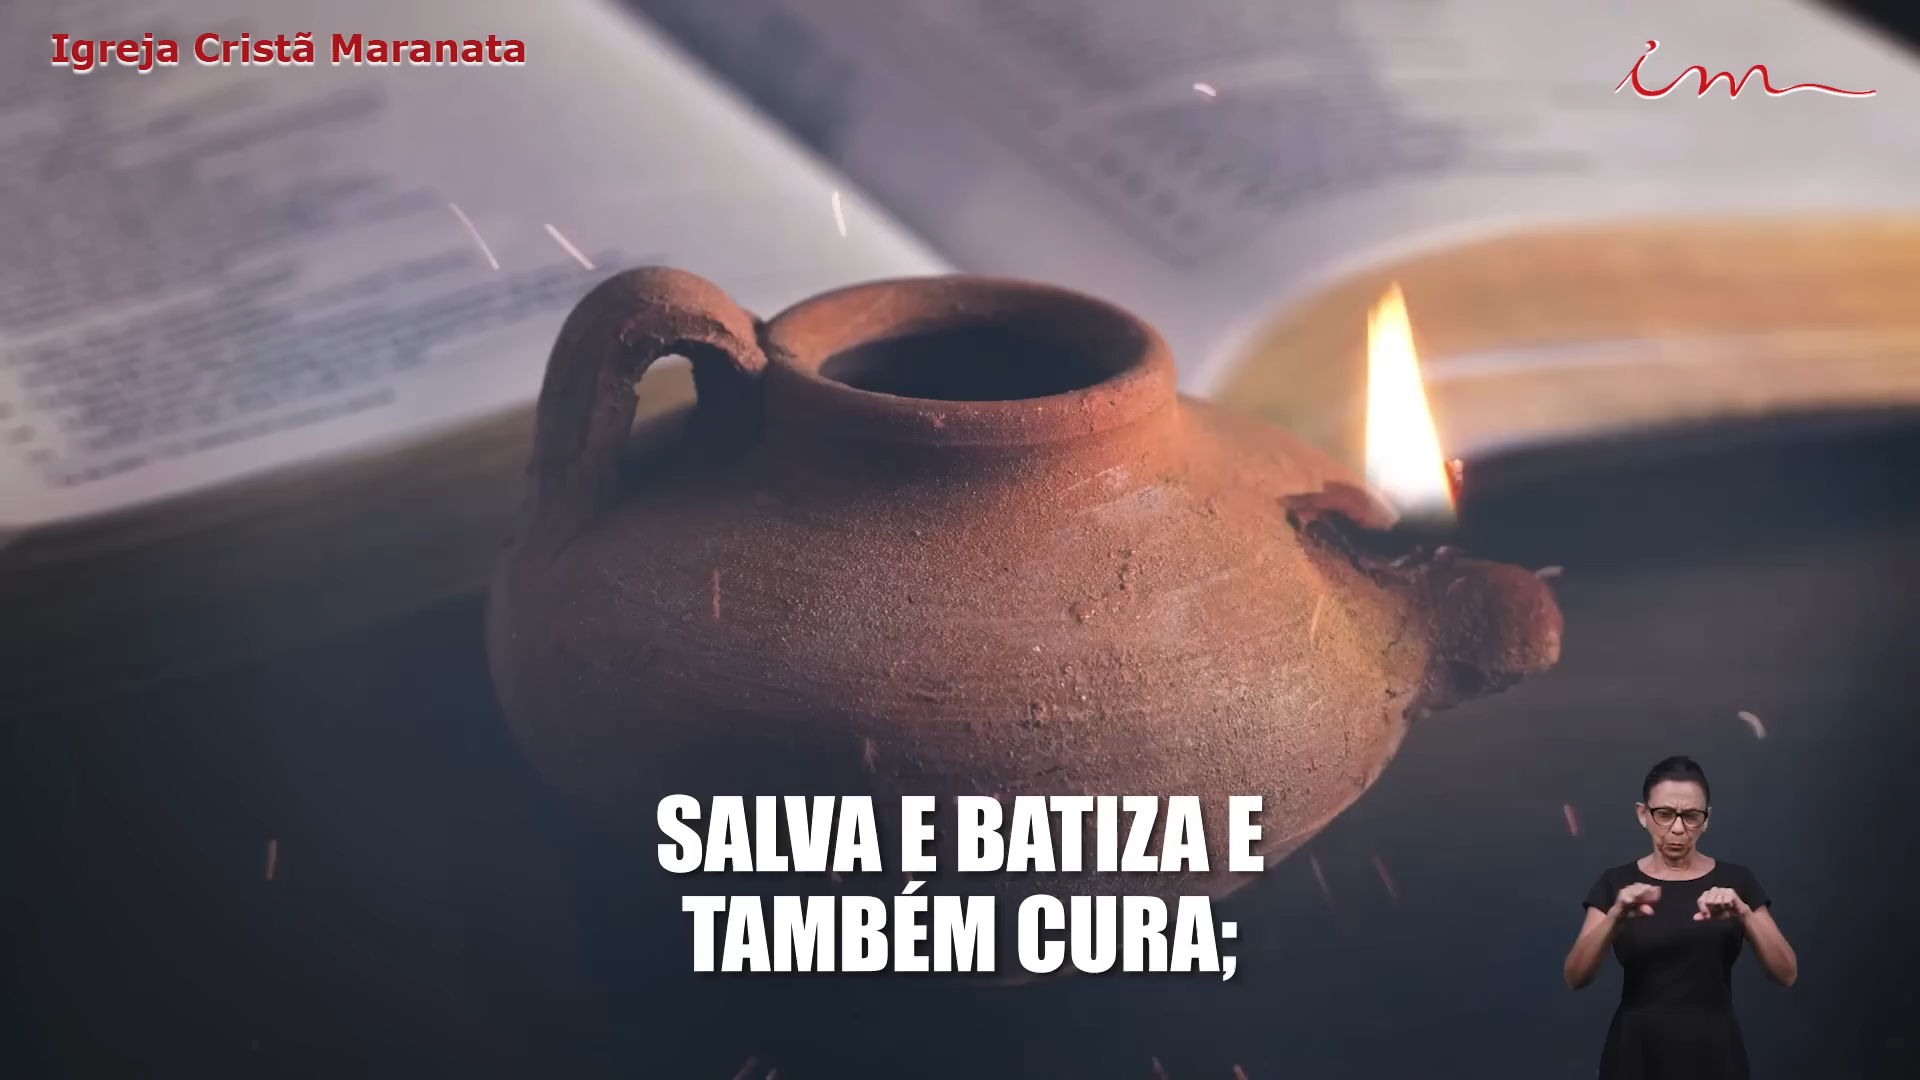 Igreja Cristã Maranata
im
SALVA E BATIZA E
TAMBÉM CURA;